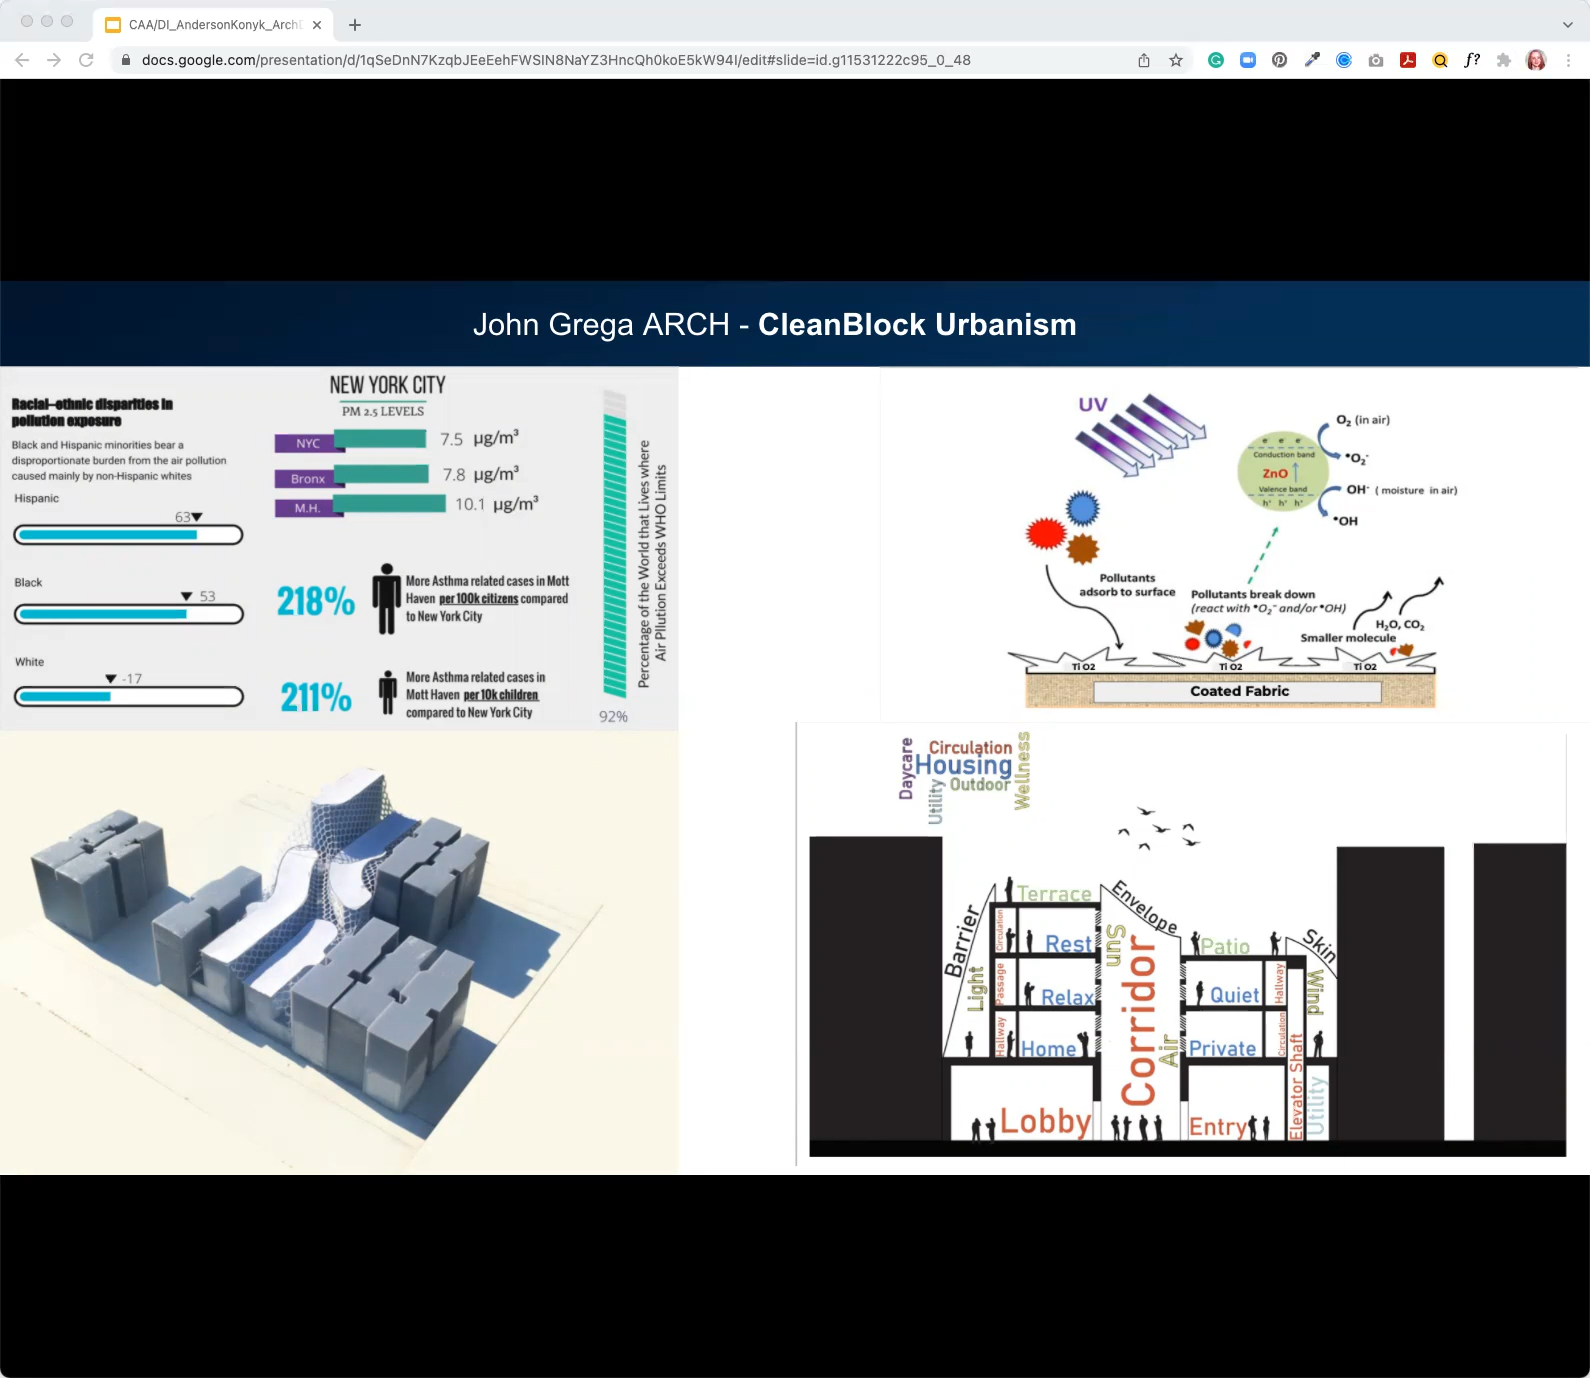 CAA/DI_AndersonKonyk_Arch
docs.google.com/presentation/d/1qSeDnN7KzqbJEeEehFWSIN8NaYZ3HncQh0koE5kW94I/edit#slide=id.g11531222c95_0_48
f?
John Grega ARCH - CleanBlock Urbanism
Racial–ethnic disparities in
pollution exposure
Black and Hispanic minorities bear a
disproportionate burden from the air pollution
caused mainly by non-Hispanic whites
Hispanic
63
Black
53
White
-17
NEW YORK CITY
PM 2.5 LEVELS
NYC
7.5 µg/m³
Bronx
7.8 µg/m³
M.H.
10.1 µg/m³
218%
More Asthma related cases in Mott
Haven per 100k citizens compared
to New York City
211%
More Asthma related cases in
Mott Haven per 10k children
compared to New York City
Percentage of the World that Lives where
Air Pllution Exceeds WHO Limits
92%
UV
O₂ (in air)
e⁻ e⁻ e⁻
Conduction band
•O₂⁻
ZnO
Valence band
OH⁻ ( moisture in air)
h⁺ h⁺ h⁺
•OH
Pollutants
adsorb to surface
Pollutants break down
(react with •O₂⁻ and/or •OH)
H₂O, CO₂
Smaller molecule
Ti O2
Ti O2
Ti O2
Coated Fabric
Daycare
Circulation
Housing
Outdoor
Utility
Wellness
Barrier
Light
Terrace
Envelope
Circulation
Rest
Sun
Patio
Skin
Passage
Relax
Corridor
Quiet
Hallway
Wind
Hallway
Home
Air
Private
Circulation
Elevator Shaft
Utility
Lobby
Entry